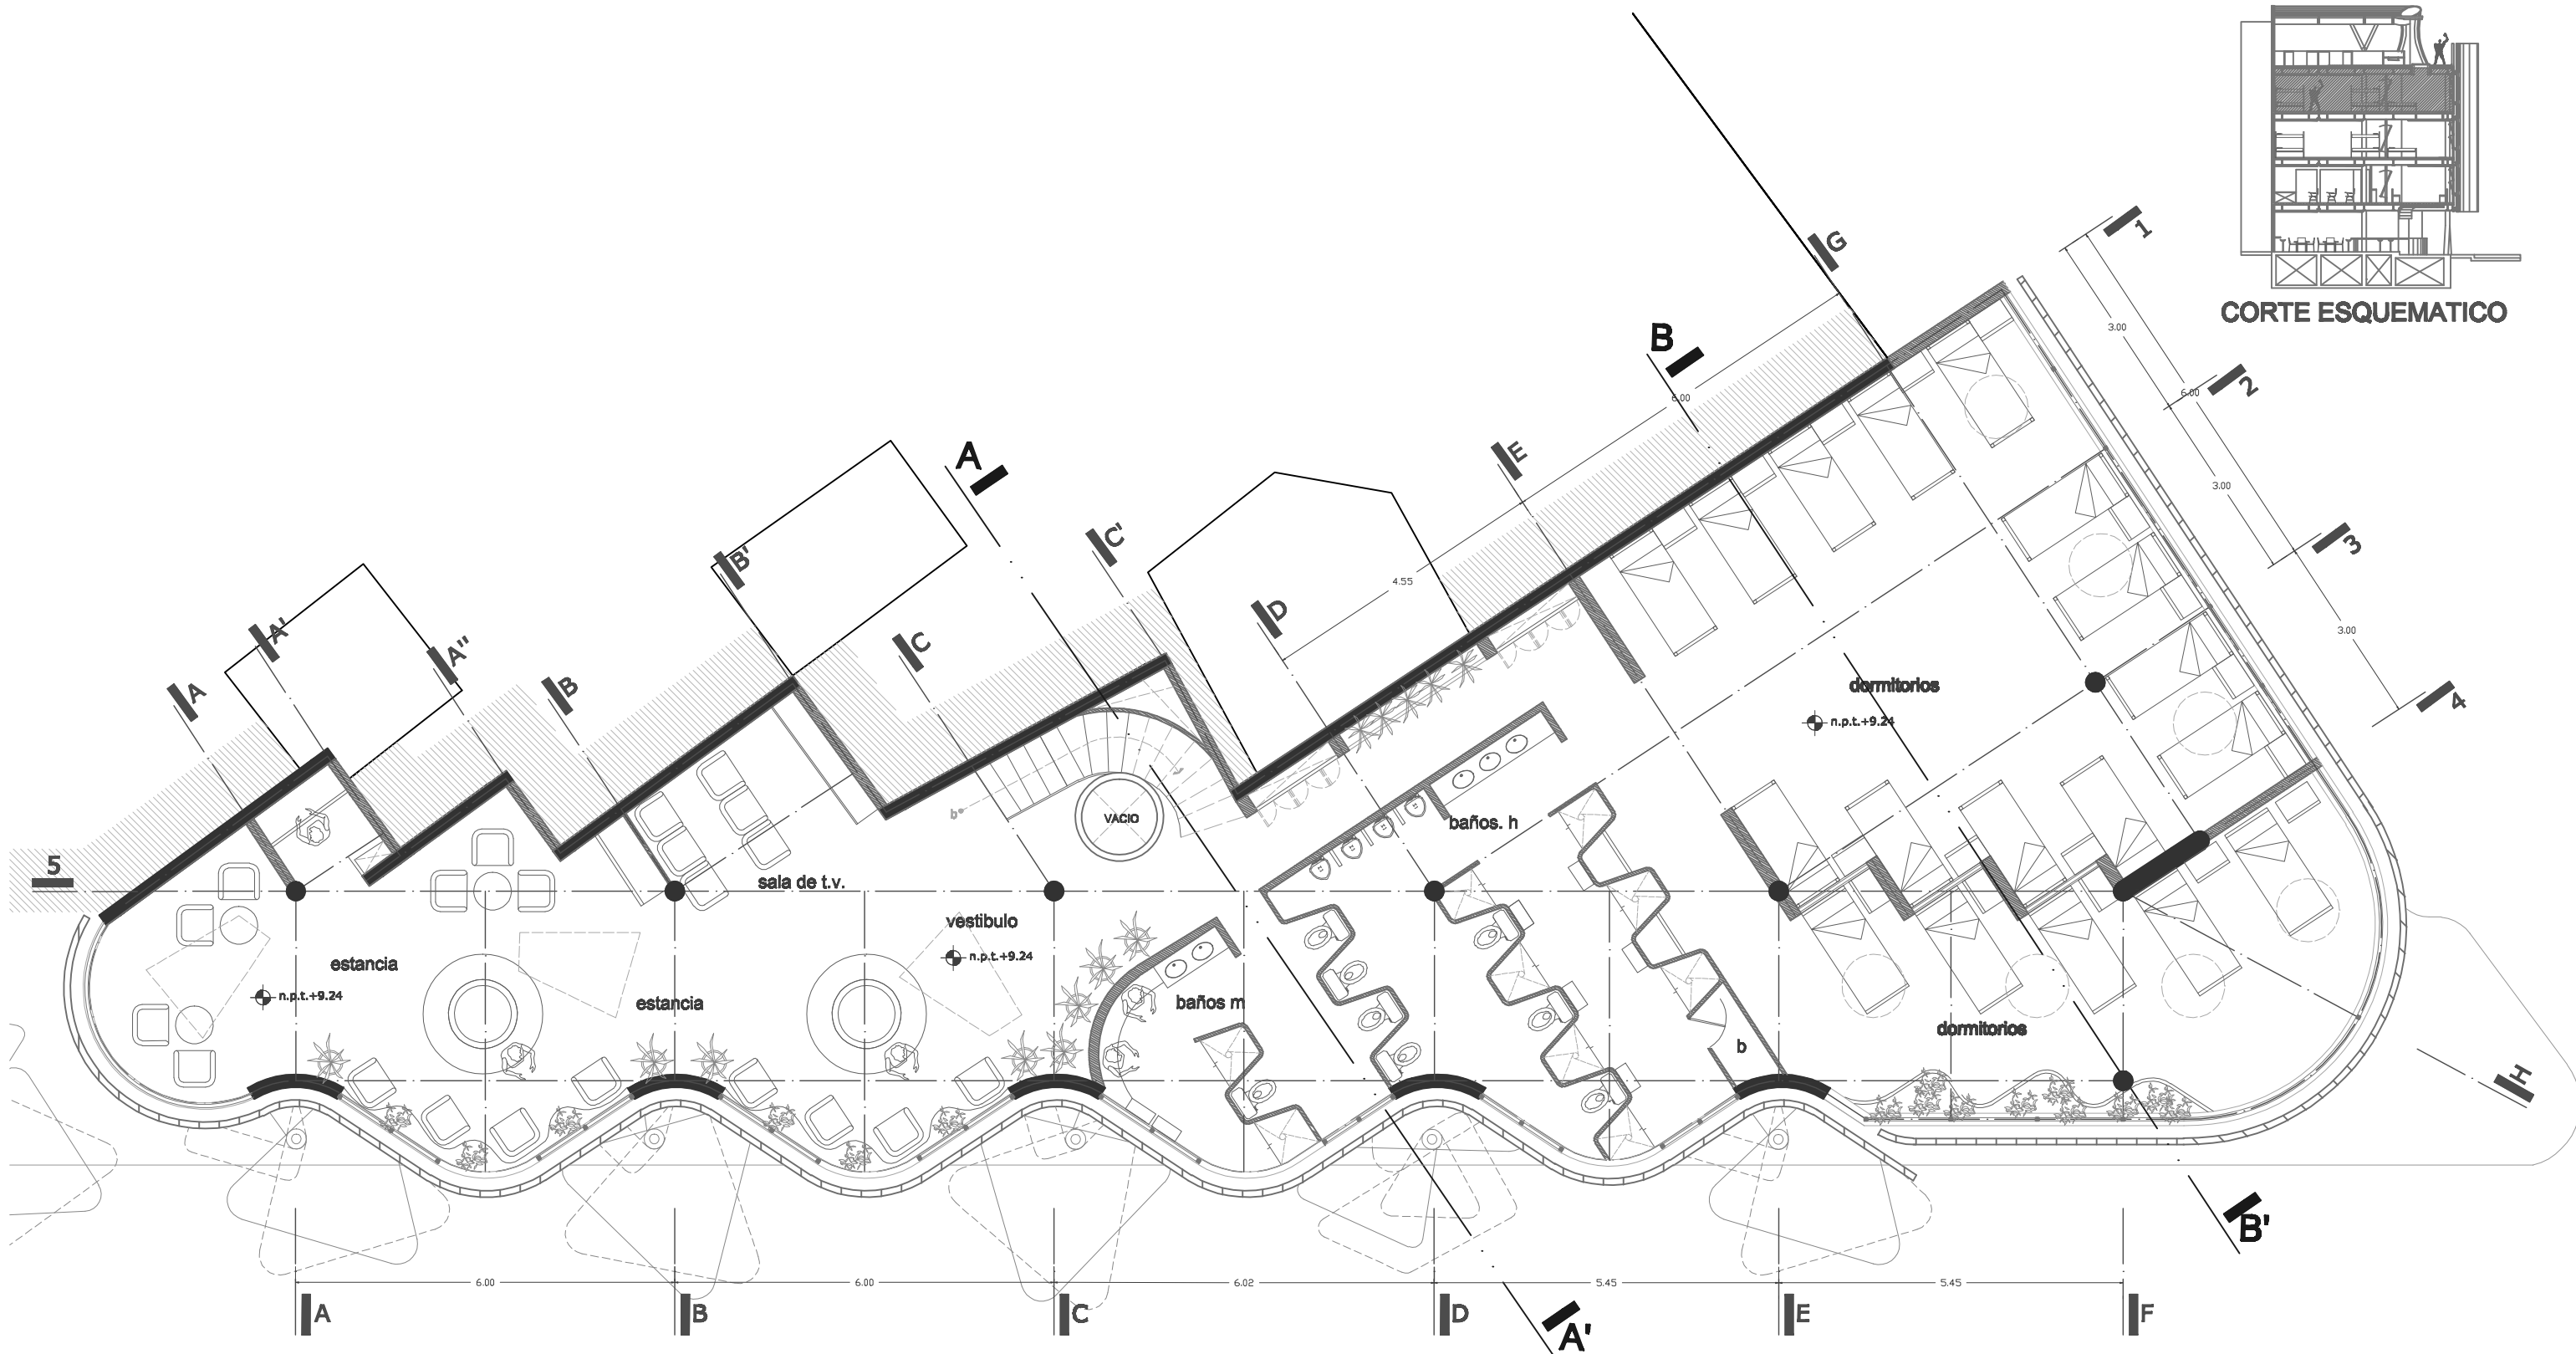 CORTE ESQUEMATICO
1
G
3.00
B
2
6.00
6.00
A
E
3.00
C'
3
B'
4.55
D
3.00
A'
C
A''
B
A
dormitorios
4
n.p.t.+9.24
b
VACIO
baños. h
5
sala de t.v.
vestibulo
n.p.t.+9.24
estancia
n.p.t.+9.24
estancia
baños m
dormitorios
b
H
B'
6.00
6.00
6.02
5.45
5.45
A
B
C
D
A'
E
F